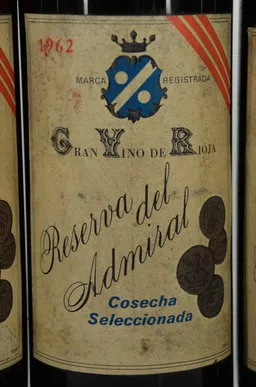 1962
MARCA REGISTRADA
GRAN VINO DE RIOJA
Reserva del
Admiral
Cosecha
Seleccionada